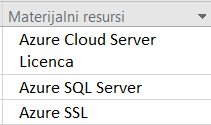 Materijalni resursi
Azure Cloud Server
Licenca
Azure SQL Server
Azure SSL